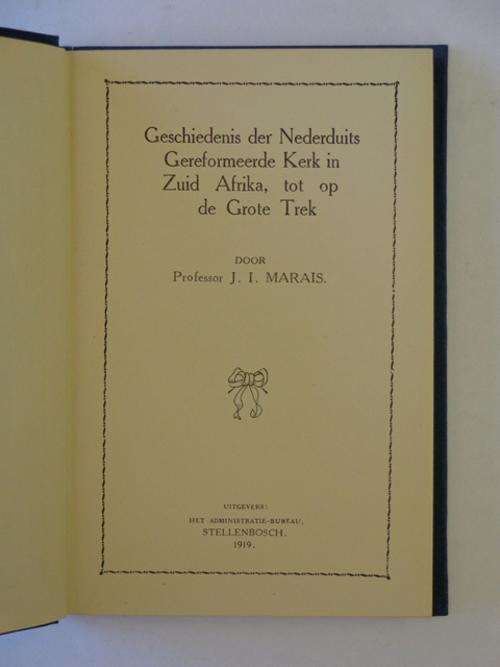 Geschiedenis der Nederduits
Gereformeerde Kerk in
Zuid Afrika, tot op
de Grote Trek
DOOR
Professor J. I. MARAIS.
UITGEVERS:
HET ADMINISTRATIE-BUREAU,
STELLENBOSCH.
1919.